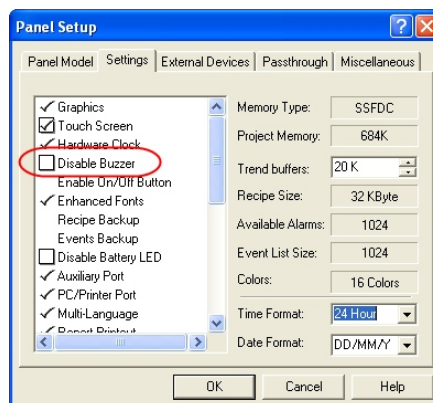 Panel Setup
Panel Model Settings External Devices Passthrough Miscellaneous
Graphics
Touch Screen
Hardware Clock
Disable Buzzer
Enable On/Off Button
Enhanced Fonts
Recipe Backup
Events Backup
Disable Battery LED
Auxiliary Port
PC/Printer Port
Multi-Language
Report Printout
Memory Type: SSFDC
Project Memory: 684K
Trend buffers: 20 K
Recipe Size: 32 KByte
Available Alarms: 1024
Event List Size: 1024
Colors: 16 Colors
Time Format: 24 Hour
Date Format: DD/MM/Y
OK Cancel Help